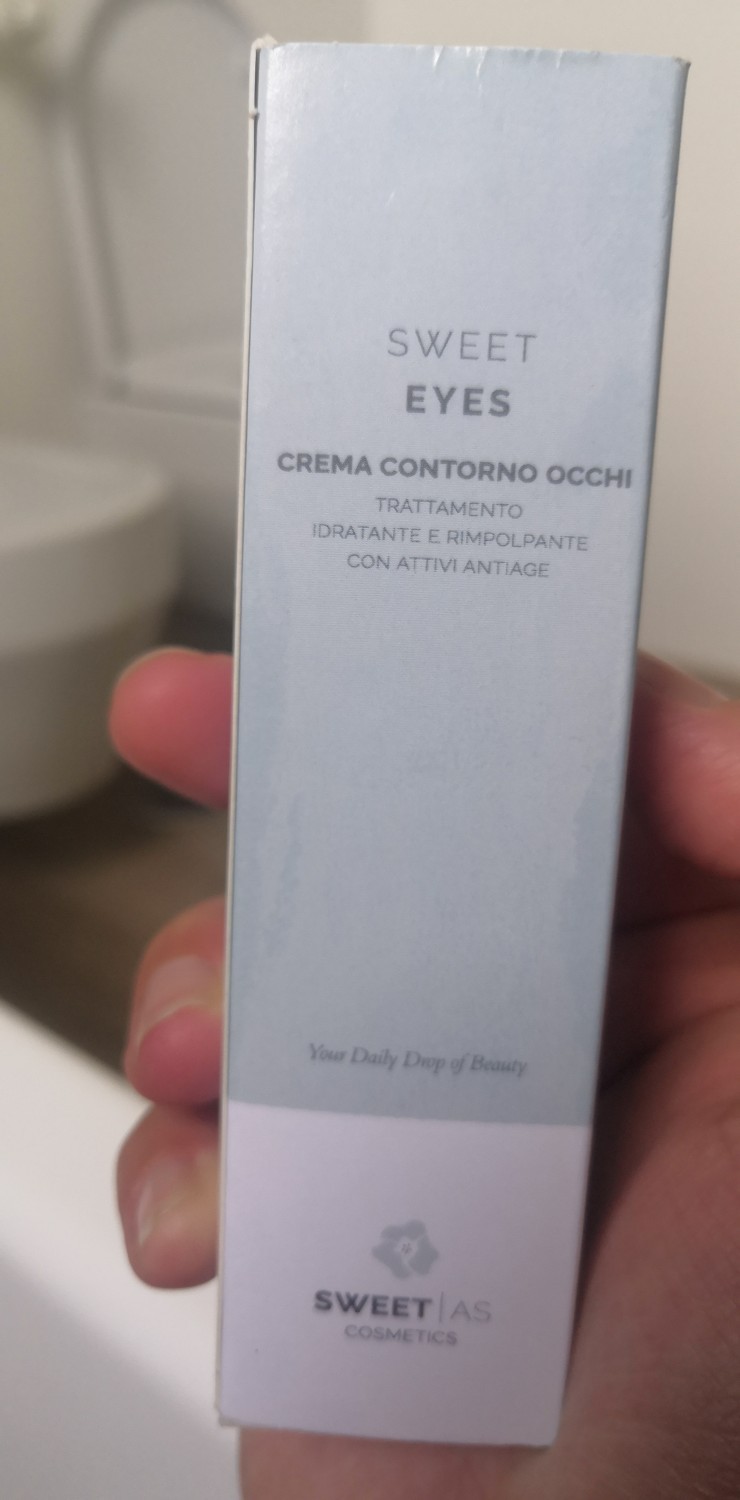 SWEET
EYES
CREMA CONTORNO OCCHI
TRATTAMENTO
IDRATANTE E RIMPOLPANTE
CON ATTIVI ANTIAGE
Your Daily Drop of Beauty
SWEET|AS
COSMETICS